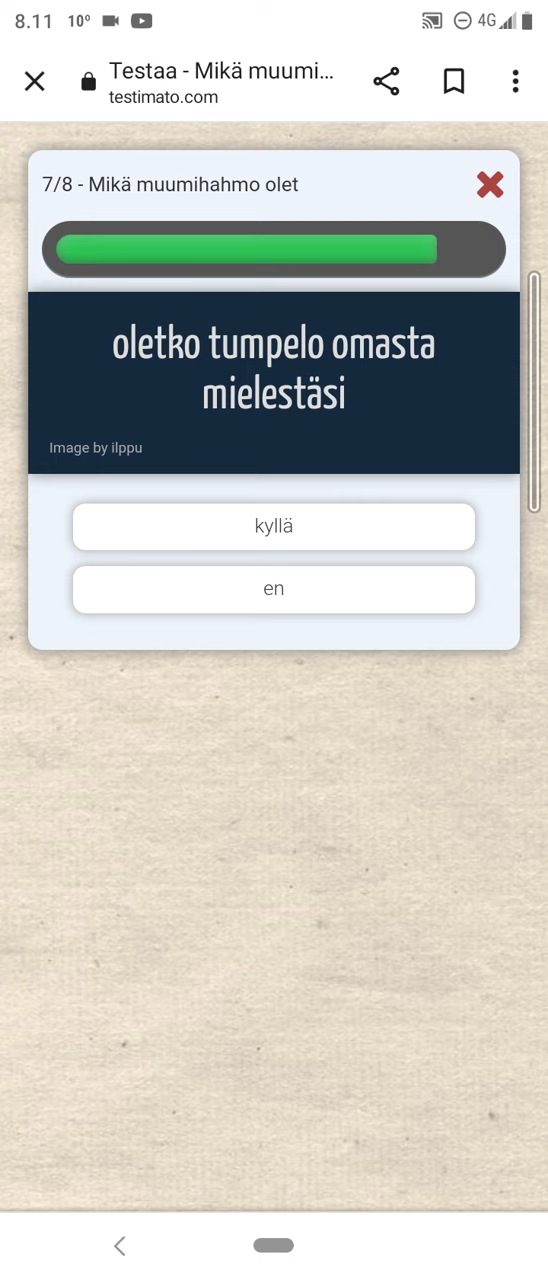 8.11 10° 4G
Testaa - Mikä muumi...
testimato.com
7/8 - Mikä muumihahmo olet
oletko tumpelo omasta
mielestäsi
Image by ilppu
kyllä
en